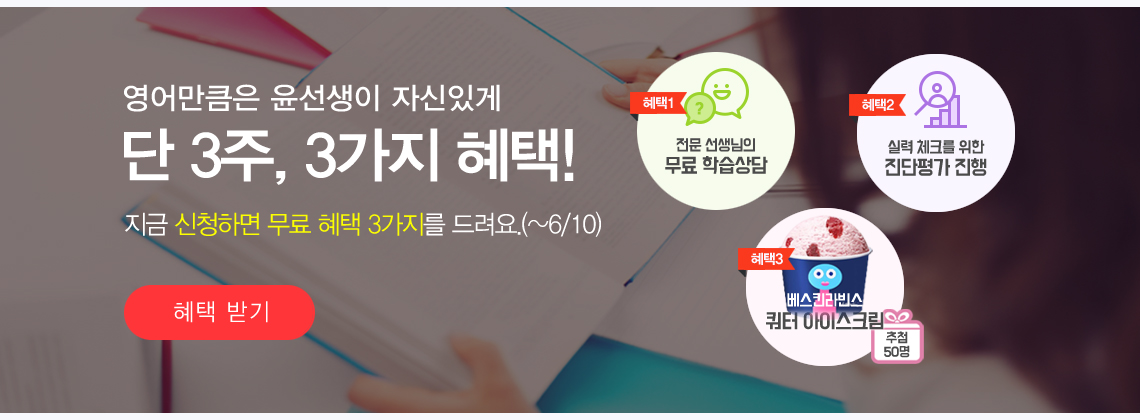 영어만큼은 윤선생이 자신있게
단 3주, 3가지 혜택!
지금 신청하면 무료 혜택 3가지를 드려요.(~6/10)
혜택 받기
혜택1
?
전문 선생님의
무료 학습상담
혜택2
실력 체크를 위한
진단평가 진행
혜택3
베스킨라빈스
쿼터 아이스크림
추첨
50명